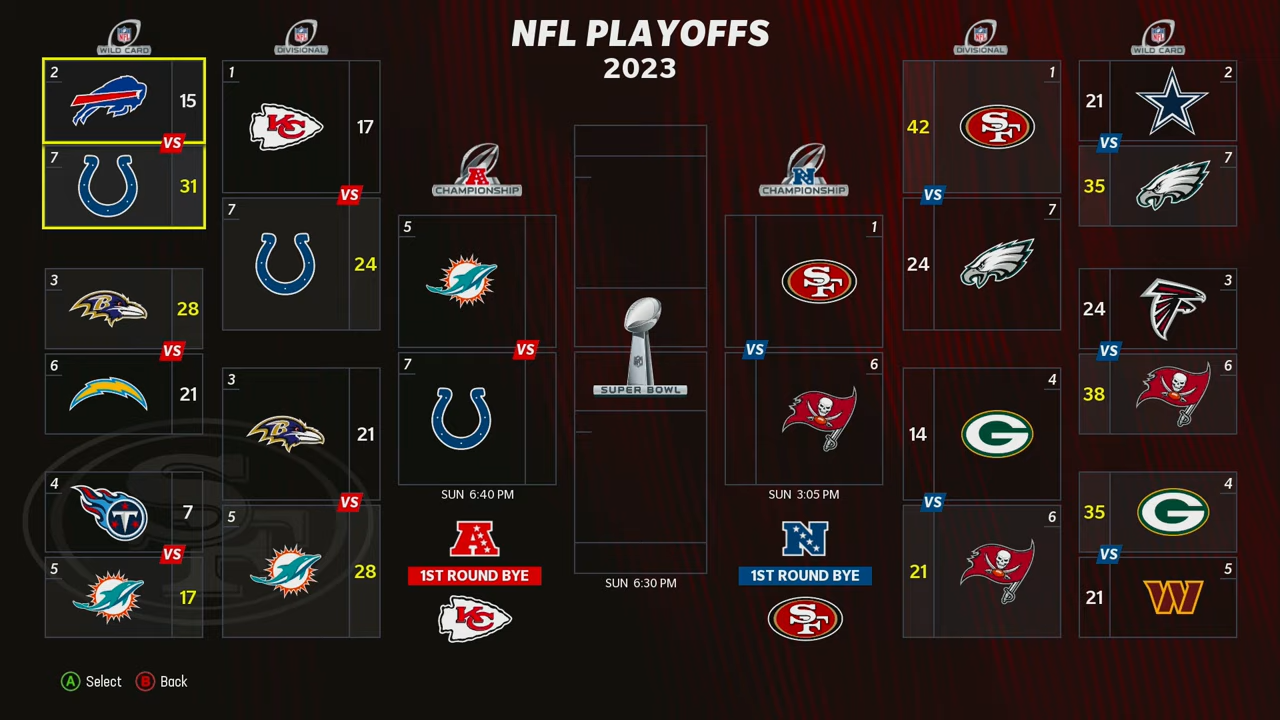 NFL PLAYOFFS
2023
WILD CARD
DIVISIONAL
DIVISIONAL
WILD CARD
2
15
VS
7
31
3
28
VS
6
21
4
7
VS
5
17
1
17
VS
7
24
3
21
VS
5
28
CHAMPIONSHIP
5
VS
7
SUN 6:40 PM
A
1ST ROUND BYE
SUPER BOWL
SUN 6:30 PM
CHAMPIONSHIP
1
VS
6
SUN 3:05 PM
N
1ST ROUND BYE
1
42
VS
7
24
4
14
VS
6
21
2
21
VS
7
35
3
24
VS
6
38
4
35
VS
5
21
A Select B Back